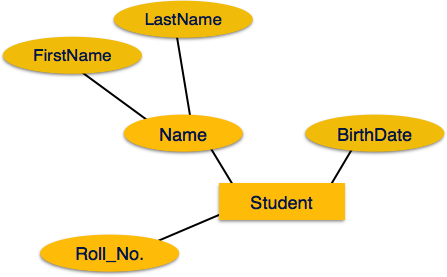 LastName
FirstName
Name
BirthDate
Student
Roll_No.